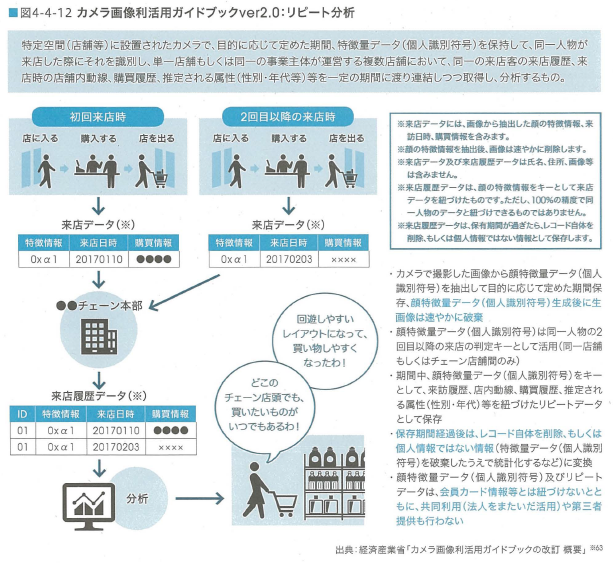 ■図4-4-12 カメラ画像利活用ガイドブックver2.0：リピート分析
特定空間（店舗等）に設置されたカメラで、目的に応じて定めた期間、特徴量データ（個人識別符号）を保持して、同一人物が
来店した際にそれを識別し、単一店舗もしくは同一の事業主体が運営する複数店舗において、同一の来店客の来店履歴、来
店時の店舗内動線、購買履歴、推定される属性（性別・年代等）等を一定の期間に渡り連結しつつ取得し、分析するもの。
初回来店時
店に入る 購入する 店を出る
2回目以降の来店時
店に入る 購入する 店を出る
来店データ（※）
特徴情報 来店日時 購買情報
0xα1 20170110 ●●●●
来店データ（※）
特徴情報 来店日時 購買情報
0xα1 20170203 ××××
●●チェーン本部
来店履歴データ（※）
ID 特徴情報 来店日時 購買情報
01 0xα1 20170110 ●●●●
01 0xα1 20170203 ××××
分析
回遊しやすい
レイアウトになって、
買い物しやすく
なったわ！
どこの
チェーン店頭でも、
買いたいものが
いつでもあるわ！
※来店データには、画像から抽出した顔の特徴情報、来
訪日時、購買情報を含みます。
※顔の特徴情報を抽出後、画像は速やかに削除します。
※来店データ及び来店履歴データは氏名、住所、画像等
は含みません。
※来店履歴データは、顔の特徴情報をキーとして来店
データを紐づけたものです。ただし、100％の精度で同
一人物のデータと紐づけできるものではありません。
※来店履歴データは、保有期間が過ぎたら、レコード自体を
削除、もしくは個人情報ではない情報として保存します。
・カメラで撮影した画像から顔特徴量データ（個人
識別符号）を抽出して目的に応じて定めた期間保
存、顔特徴量データ（個人識別符号）生成後に生
画像は速やかに破棄
・顔特徴量データ（個人識別符号）は同一人物の2
回目以降の来店の判定キーとして活用（同一店舗
もしくはチェーン店舗間のみ）
・期間中、顔特徴量データ（個人識別符号）をキー
として、来訪履歴、店内動線、購買履歴、推定され
る属性（性別・年代）等を紐づけたリピートデータ
として保存
・保存期間経過後は、レコード自体を削除、もしくは
個人情報ではない情報（特徴量データ（個人識別
符号）を破棄したうえで統計化するなど）に変換
・顔特徴量データ（個人識別符号）及びリピート
データは、会員カード情報等とは紐づけないとと
もに、共同利用（法人をまたいだ活用）や第三者
提供も行わない
出典：経済産業省「カメラ画像利活用ガイドブックの改訂 概要」※63